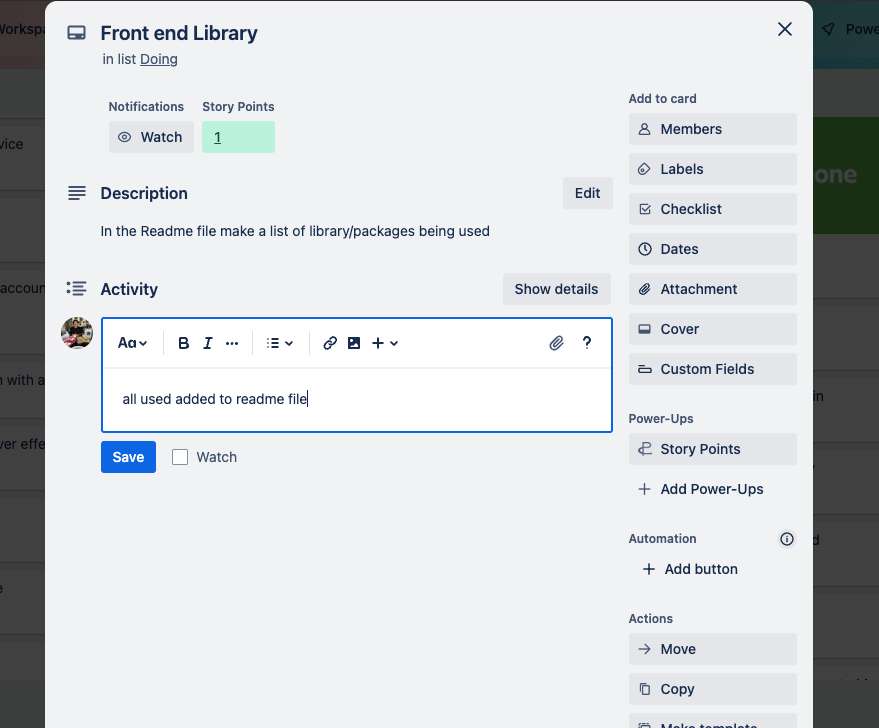 Front end Library
in list Doing
Notifications
Story Points
Watch
1
Description
Edit
In the Readme file make a list of library/packages being used
Activity
Show details
Aa
B I
?
all used added to readme file
Save
Watch
Add to card
Members
Labels
Checklist
Dates
Attachment
Cover
Custom Fields
Power-Ups
Story Points
Add Power-Ups
Automation
Add button
Actions
Move
Copy
Make template
Powe
vice
one
accoun
n with a
in
ver effe
d
e